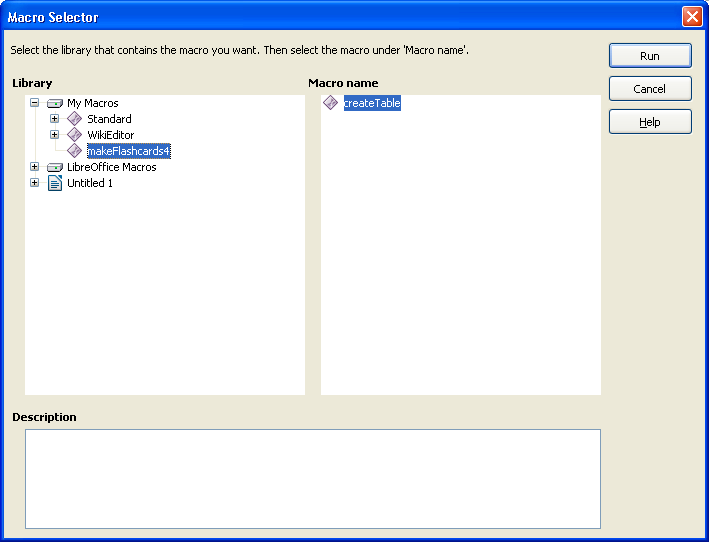 Macro Selector
Select the library that contains the macro you want. Then select the macro under 'Macro name'.
Run
Cancel
Help
Library
My Macros
Standard
WikiEditor
makeFlashcards4
LibreOffice Macros
Untitled 1
Macro name
createTable
Description